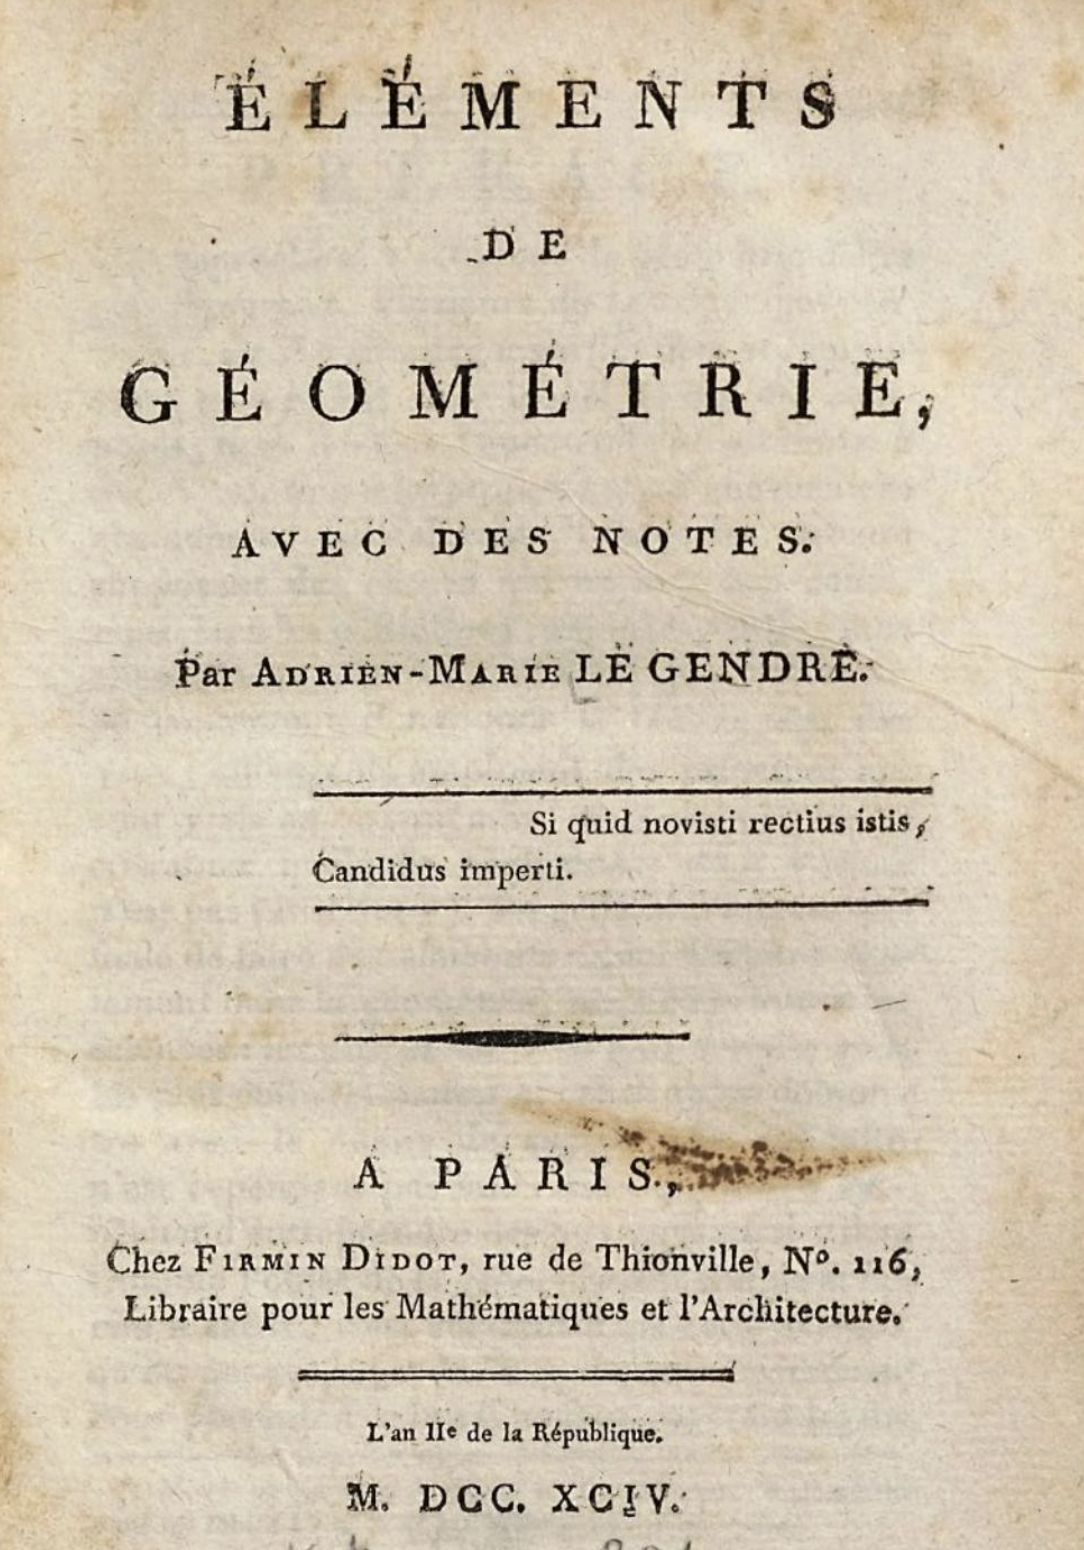 ÉLÉMENTS
DE
GÉOMÉTRIE,
AVEC DES NOTES.
Par ADRIEN-MARIE LE GENDRE.
Si quid novisti rectius istis,
Candidus imperti.
A PARIS,
Chez FIRMIN DIDOT, rue de Thionville, Nº. 116,
Libraire pour les Mathématiques et l'Architecture.
L'an IIe de la République.
M. DCC. XCIV.